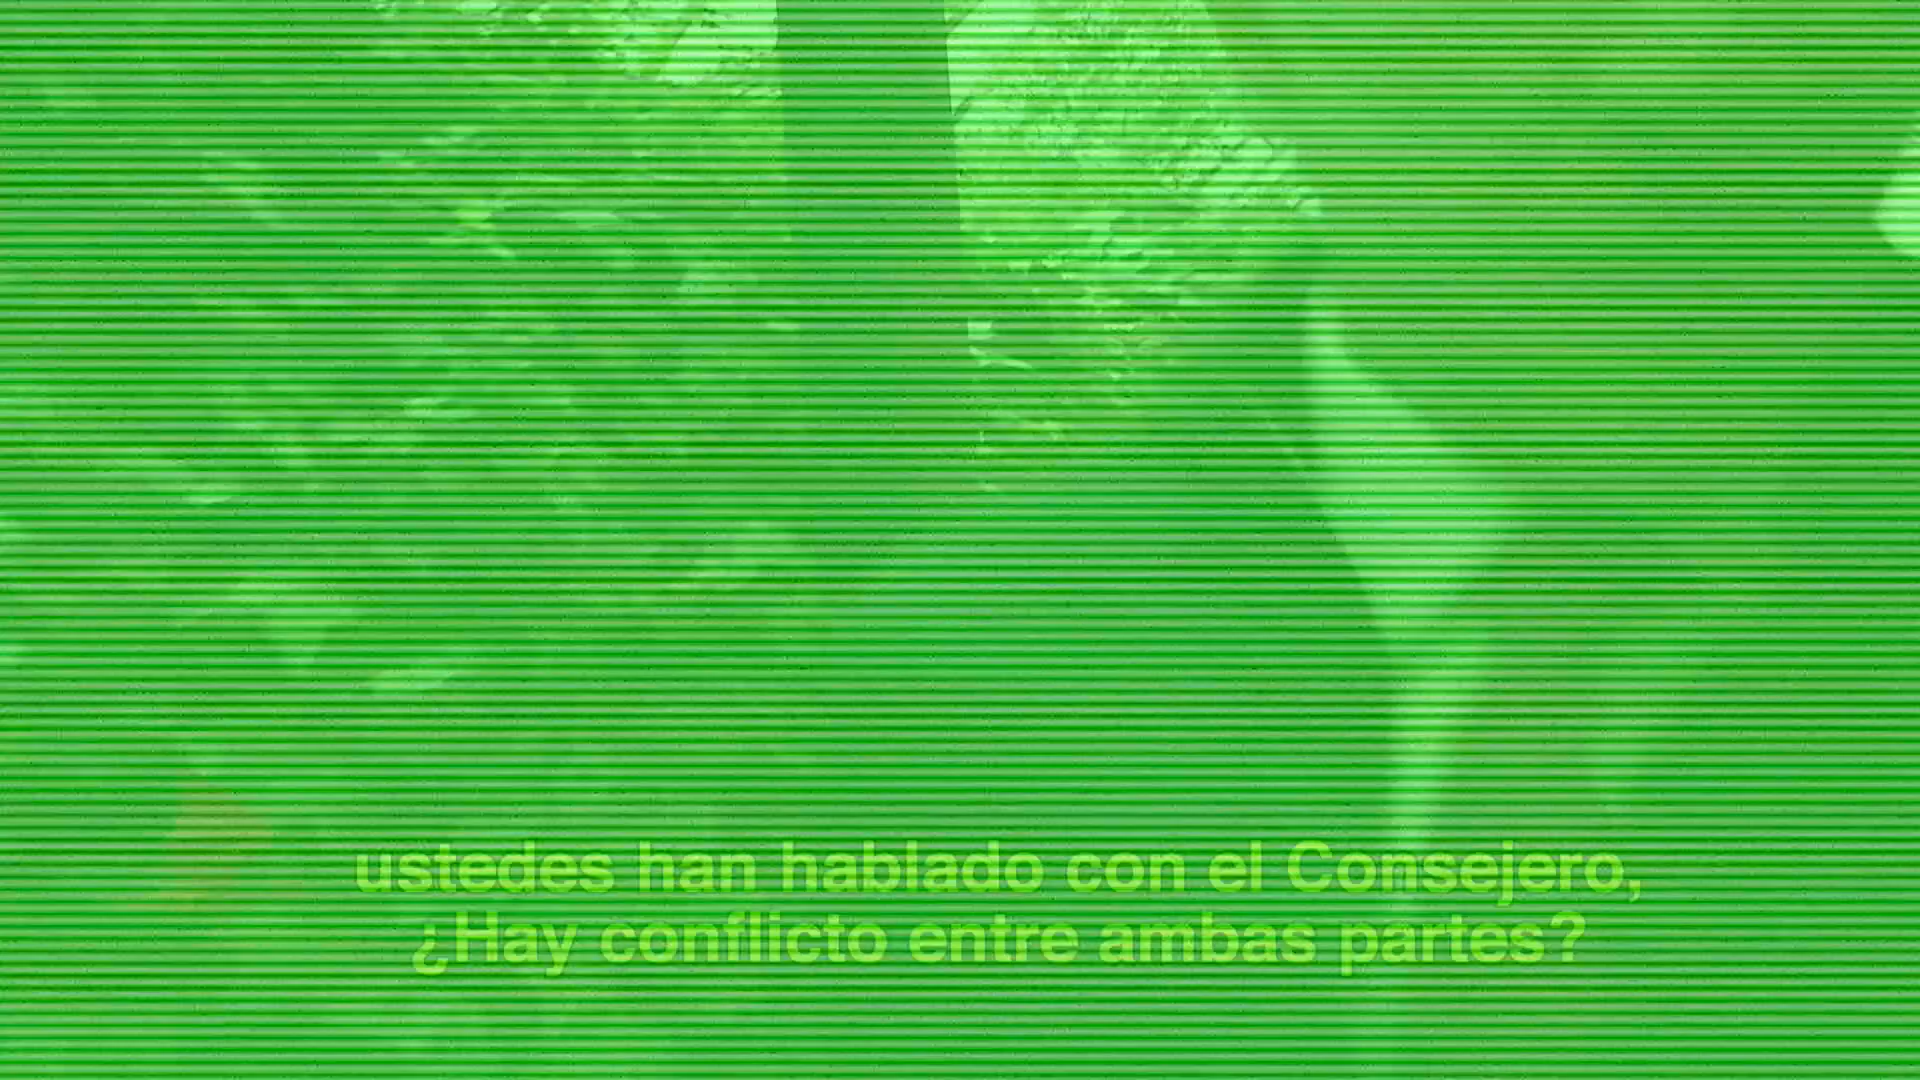 ustedes han hablado con el Consejero,
¿Hay conflicto entre ambas partes?